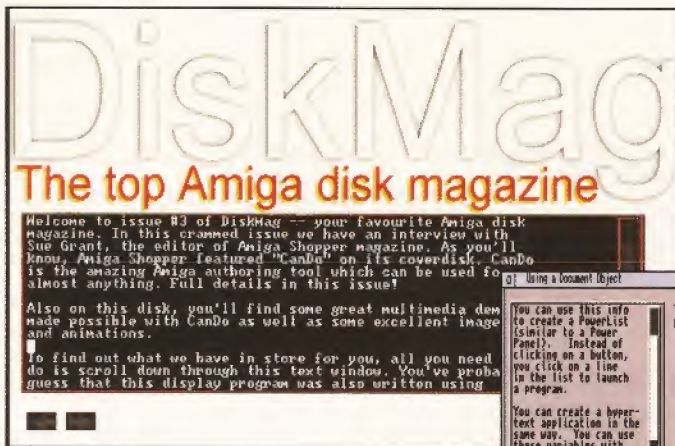 DiskMag
The top Amiga disk magazine
Welcome to issue #3 of DiskMag -- your favourite Amiga disk
magazine. In this crammed issue we have an interview with
Sue Grant, the editor of Amiga Shopper magazine. As you'll
know, Amiga Shopper featured "CanDo" on its coverdisk. CanDo
is the amazing Amiga authoring tool which can be used fo
almost anything. Full details in this issue!
Also on this disk, you'll find some great multimedia dem
made possible with CanDo as well as some excellent image
and animations.
To find out what we have in store for you, all you need
do is scroll down through this text window. You've proba
guess that this display program was also written using
Using a Document Object
You can use this info
to create a PowerList
(similar to a Power
Panel). Instead of
clicking on a button,
you click on a line
in the list to launch
a program.
You can create a hyper-
text application in the
same way. You can use
these variables with